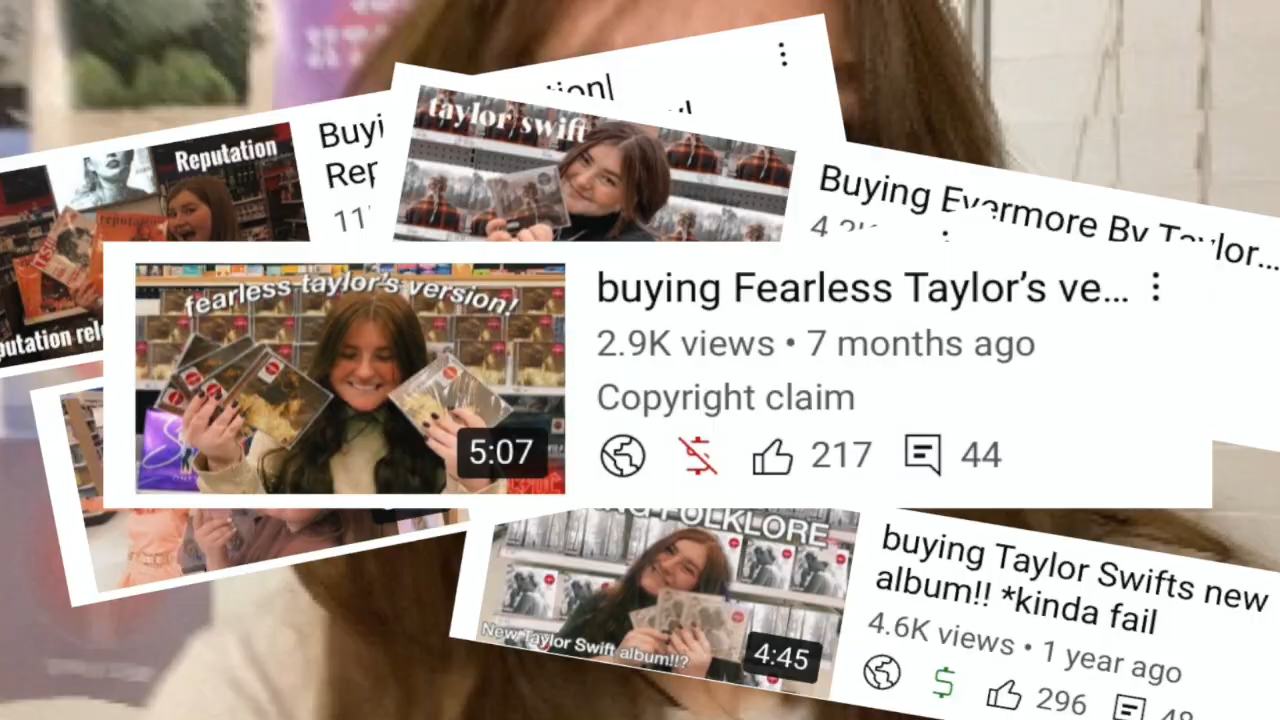 Reputation
Buyi
Rep
11
taylor swift
Buying Evermore By Taylor...
reputation
fearless taylor's version!
5:07
buying Fearless Taylor's ve...
2.9K views • 7 months ago
Copyright claim
217
44
FOLKLORE
New Taylor Swift album!!?
4:45
buying Taylor Swifts new
album!! *kinda fail
4.6K views • 1 year ago
296